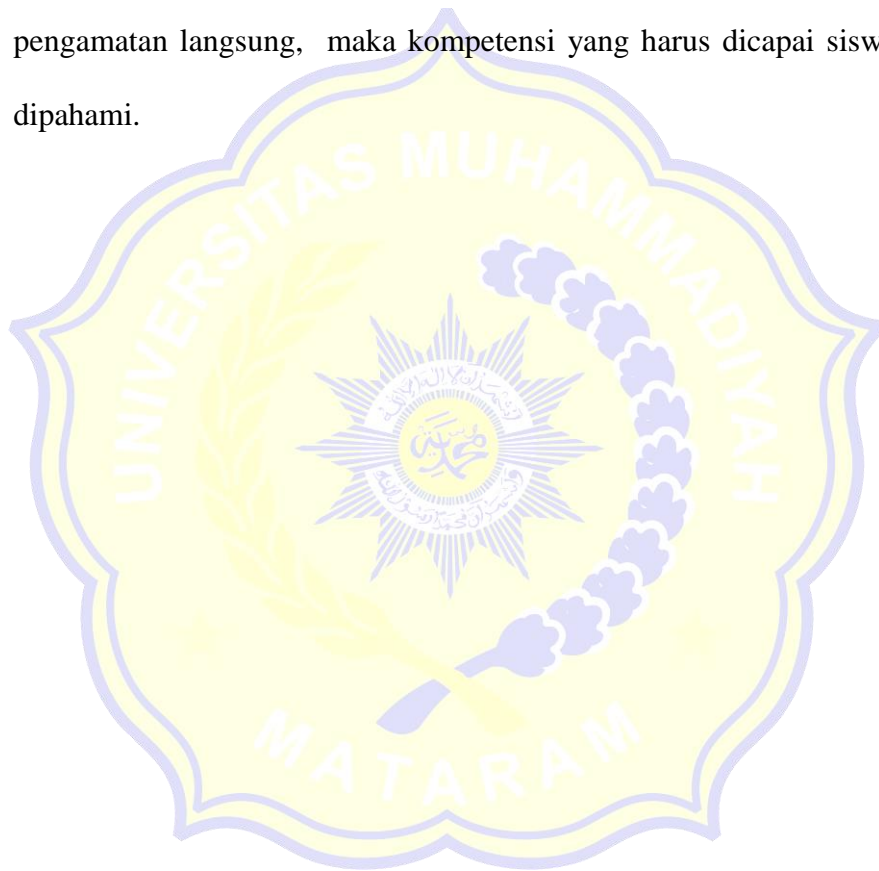 pengamatan langsung, maka kompetensi yang harus dicapai sisw
dipahami.
UNIVERSITAS MUHAMMADIYAH
MATARAM